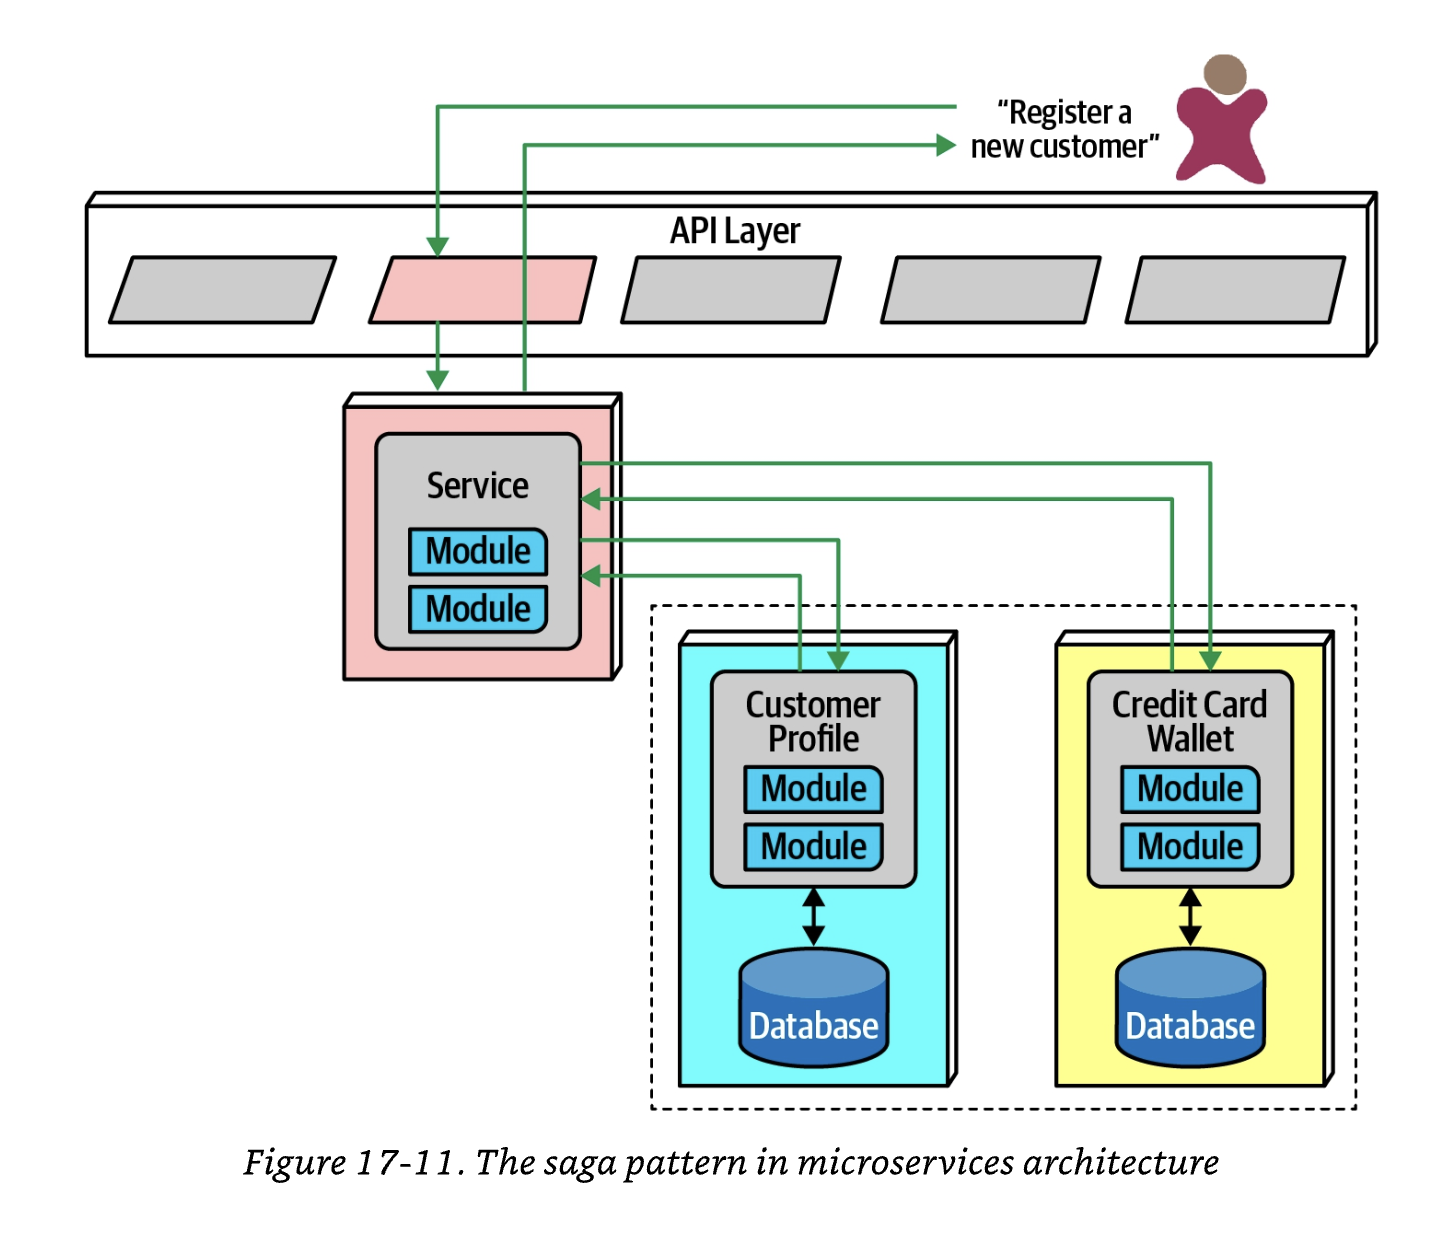 “Register a
new customer”
API Layer
Service
Module
Module
Customer
Profile
Module
Module
Database
Credit Card
Wallet
Module
Module
Database
Figure 17-11. The saga pattern in microservices architecture